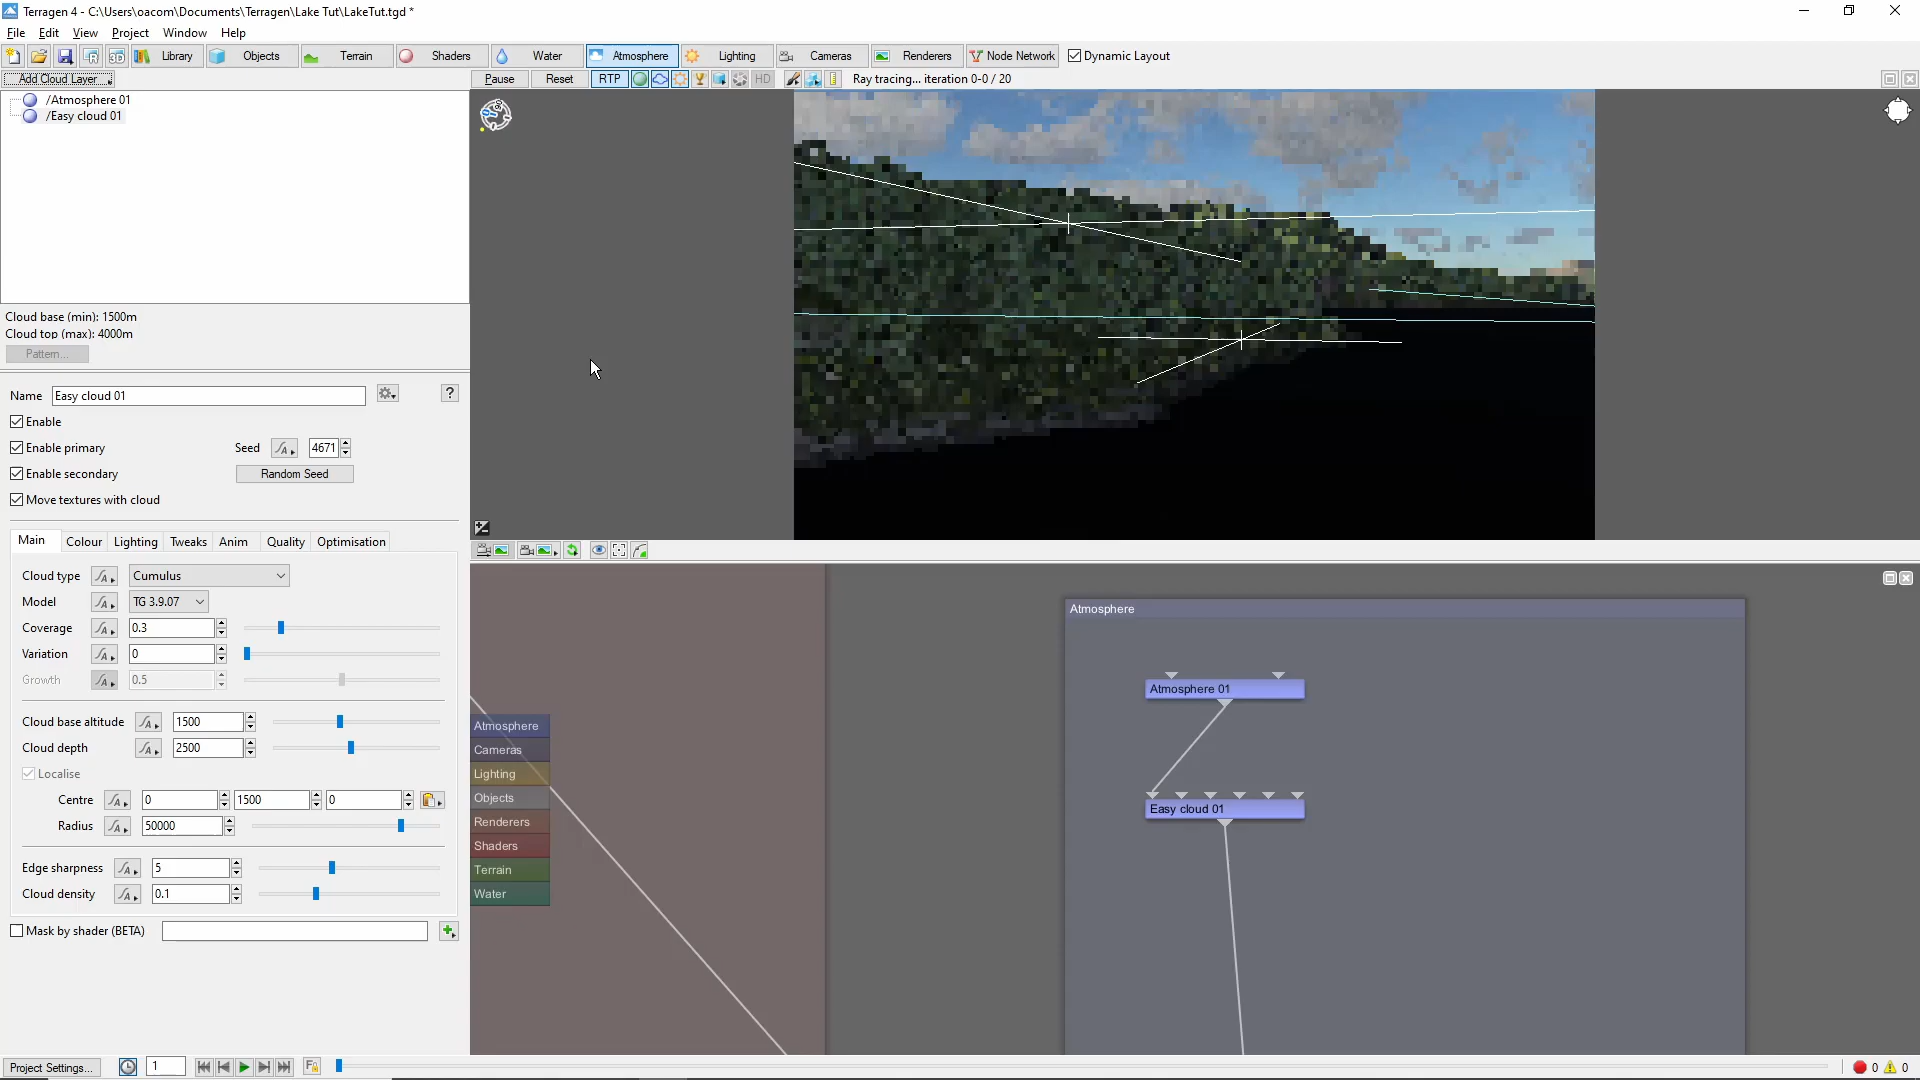 Terragen 4 - C:\Users\oacom\Documents\Terragen\Lake Tut\LakeTut.tgd *
File Edit View Project Window Help
Library Objects Terrain Shaders Water Atmosphere Lighting Cameras Renderers Node Network Dynamic Layout
Add Cloud Layer
Pause Reset RTP HD Ray tracing... iteration 0-0 / 20
/Atmosphere 01
/Easy cloud 01
Cloud base (min): 1500m
Cloud top (max): 4000m
Pattern...
Name Easy cloud 01 ?
Enable
Enable primary Seed 4671
Enable secondary Random Seed
Move textures with cloud
Main Colour Lighting Tweaks Anim Quality Optimisation
Cloud type Cumulus
Model TG 3.9.07
Coverage 0.3
Variation 0
Growth 0.5
Cloud base altitude 1500
Cloud depth 2500
Localise
Centre 0 1500 0
Radius 50000
Edge sharpness 5
Cloud density 0.1
Mask by shader (BETA)
Atmosphere
Cameras
Lighting
Objects
Renderers
Shaders
Terrain
Water
Atmosphere
Atmosphere 01
Easy cloud 01
Project Settings... 1 0 0